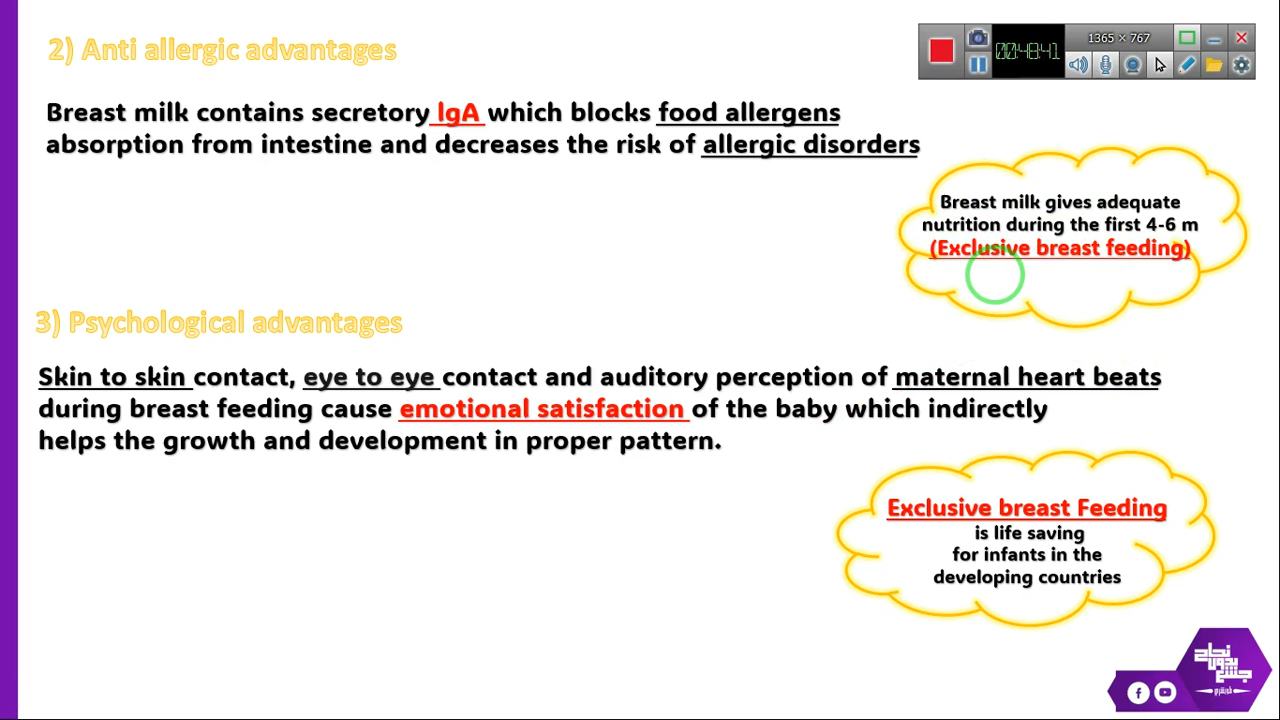 2) Anti allergic advantages
1365 × 767
00:48:41
Breast milk contains secretory IgA which blocks food allergens
absorption from intestine and decreases the risk of allergic disorders
Breast milk gives adequate
nutrition during the first 4-6 m
(Exclusive breast feeding)
3) Psychological advantages
Skin to skin contact, eye to eye contact and auditory perception of maternal heart beats
during breast feeding cause emotional satisfaction of the baby which indirectly
helps the growth and development in proper pattern.
Exclusive breast Feeding
is life saving
for infants in the
developing countries